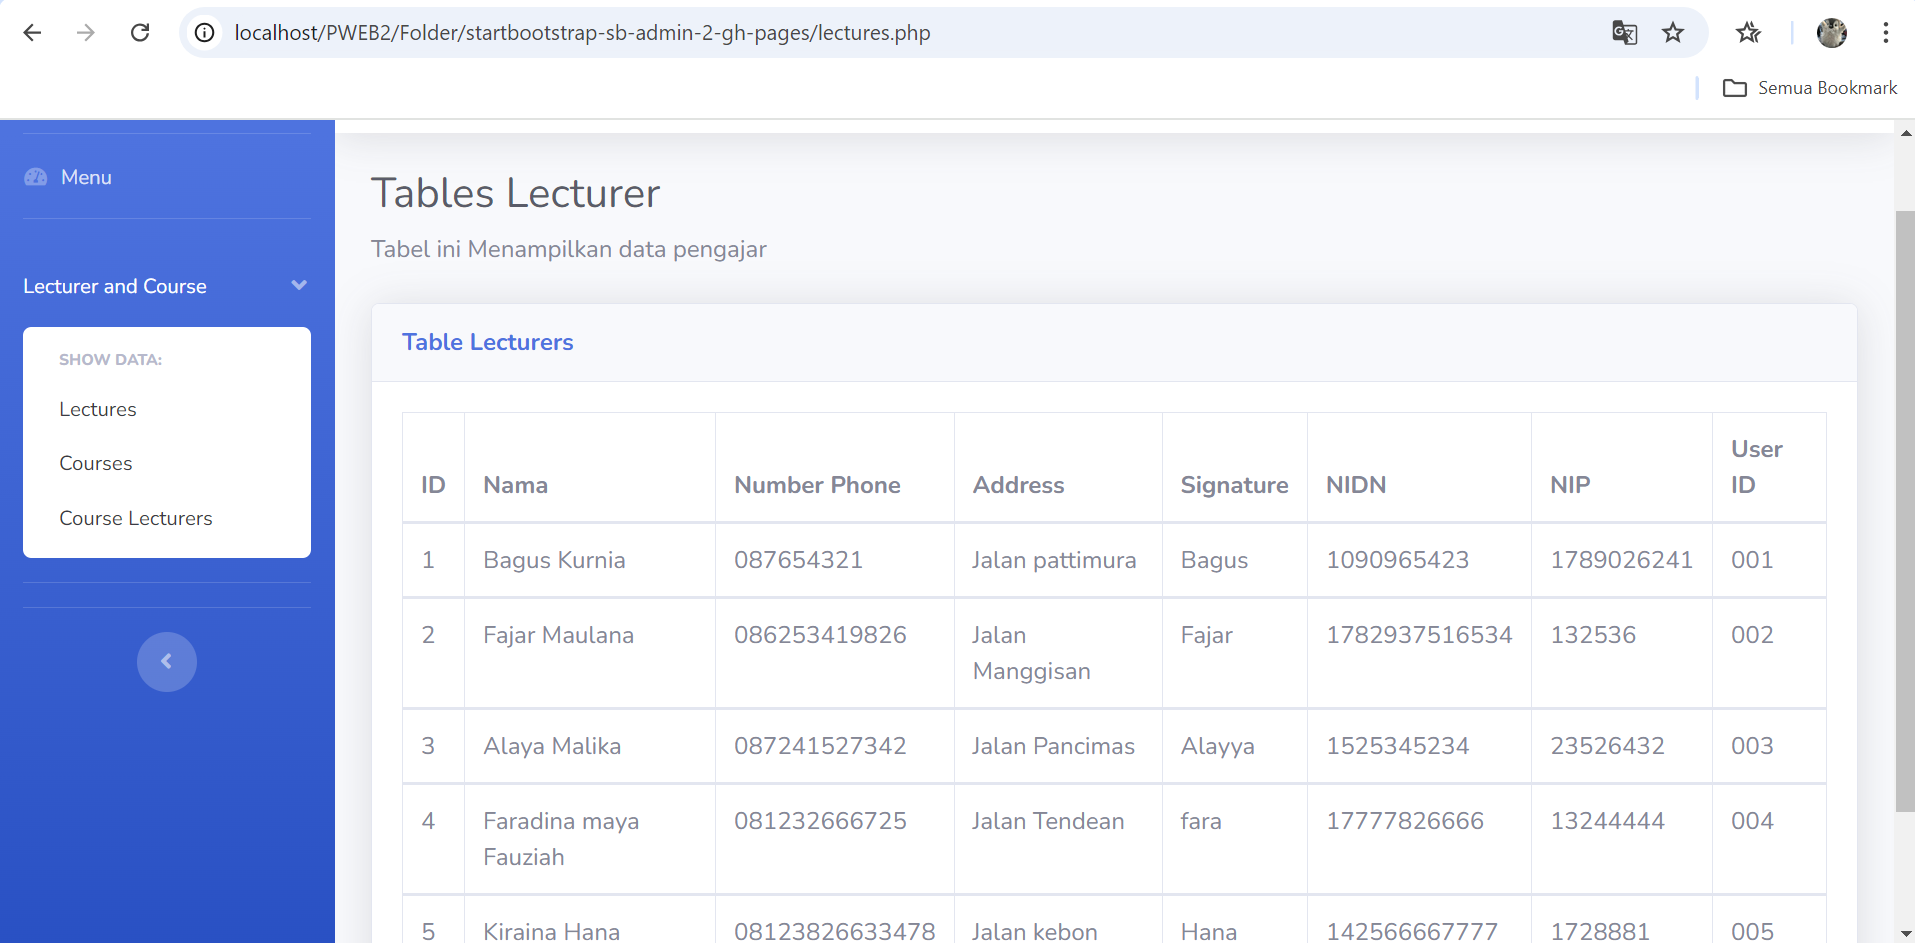 localhost/PWEB2/Folder/startbootstrap-sb-admin-2-gh-pages/lectures.php
Semua Bookmark
Menu
Lecturer and Course
SHOW DATA:
Lectures
Courses
Course Lecturers
Tables Lecturer
Tabel ini Menampilkan data pengajar
Table Lecturers
ID Nama Number Phone Address Signature NIDN NIP User ID
1 Bagus Kurnia 087654321 Jalan pattimura Bagus 1090965423 1789026241 001
2 Fajar Maulana 086253419826 Jalan Manggisan Fajar 1782937516534 132536 002
3 Alaya Malika 087241527342 Jalan Pancimas Alayya 1525345234 23526432 003
4 Faradina maya Fauziah 081232666725 Jalan Tendean fara 17777826666 13244444 004
5 Kiraina Hana 08123826633478 Jalan kebon Hana 142566667777 1728881 005